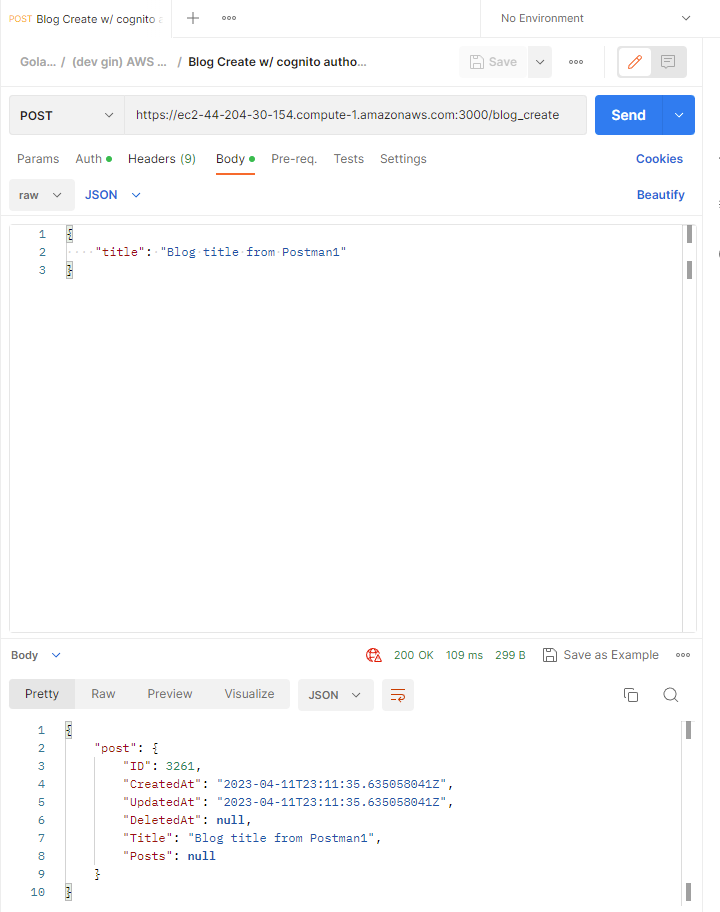 POST Blog Create w/ cognito a
No Environment
Gola... / (dev gin) AWS ... / Blog Create w/ cognito autho...
Save
POST
https://ec2-44-204-30-154.compute-1.amazonaws.com:3000/blog_create
Send
Params Auth Headers (9) Body Pre-req. Tests Settings Cookies
raw JSON Beautify
1 {
2 "title": "Blog title from Postman1"
3 }
Body 200 OK 109 ms 299 B Save as Example
Pretty Raw Preview Visualize JSON
1 {
2 "post": {
3 "ID": 3261,
4 "CreatedAt": "2023-04-11T23:11:35.635058041Z",
5 "UpdatedAt": "2023-04-11T23:11:35.635058041Z",
6 "DeletedAt": null,
7 "Title": "Blog title from Postman1",
8 "Posts": null
9 }
10 }